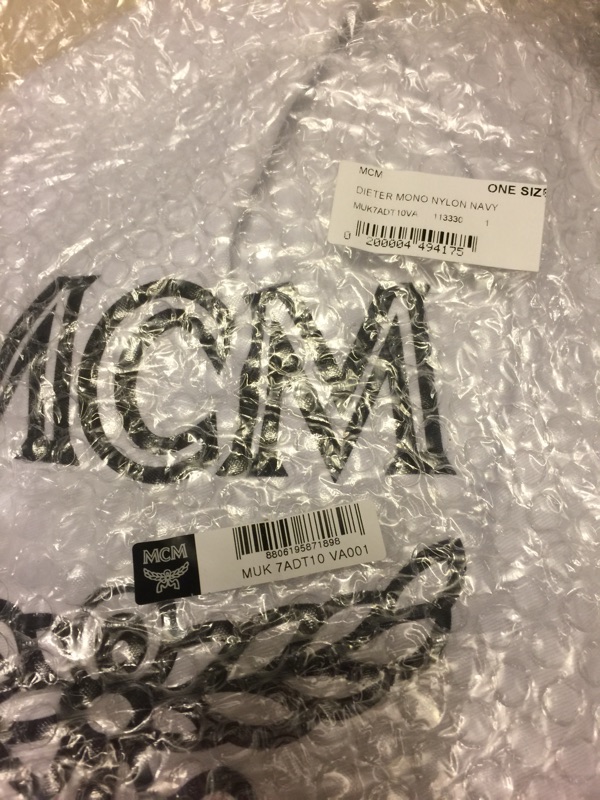 MCM
ONE SIZE
DIETER MONO NYLON NAVY
MUK7ADT10VA 113330 1
0 200004 494175
MCM
MCM
8806195871898
MUK 7ADT10 VA001